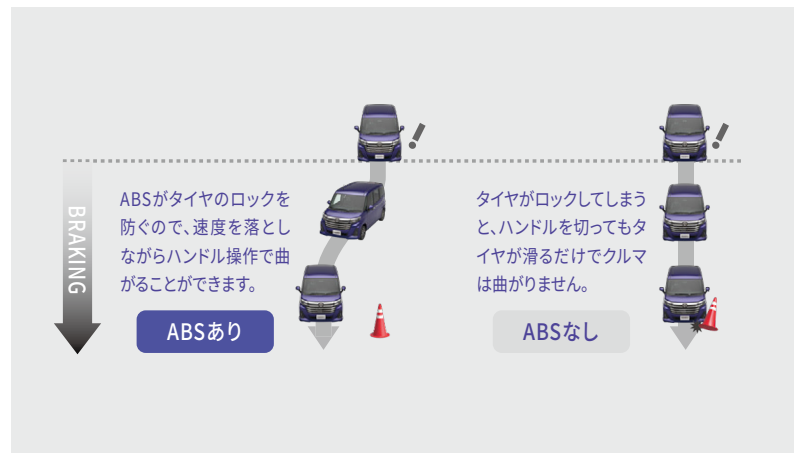 BRAKING
ABSがタイヤのロックを
防ぐので、速度を落とし
ながらハンドル操作で曲
がることができます。
ABSあり
タイヤがロックしてしまう
と、ハンドルを切ってもタ
イヤが滑るだけでクルマ
は曲がりません。
ABSなし